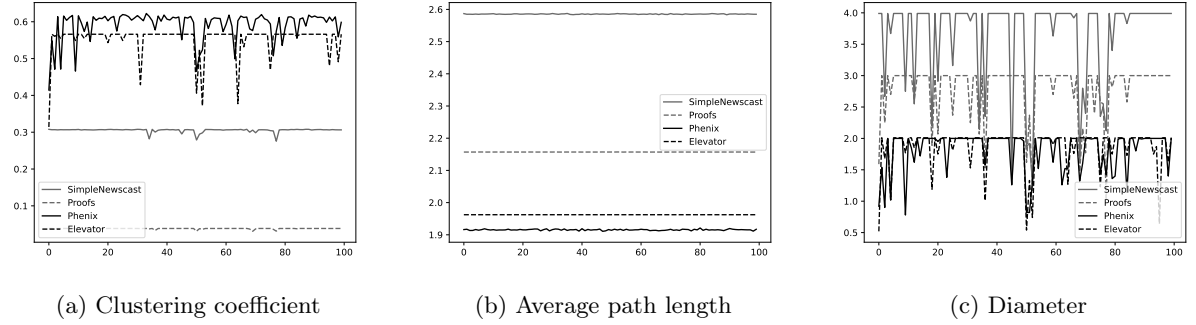 0.6
0.5
0.4
0.3
0.2
0.1
0 20 40 60 80 100
SimpleNewscast
Proofs
Phenix
Elevator
(a) Clustering coefficient
2.6
2.5
2.4
2.3
2.2
2.1
2.0
1.9
0 20 40 60 80 100
SimpleNewscast
Proofs
Phenix
Elevator
(b) Average path length
4.0
3.5
3.0
2.5
2.0
1.5
1.0
0.5
0 20 40 60 80 100
SimpleNewscast
Proofs
Phenix
Elevator
(c) Diameter